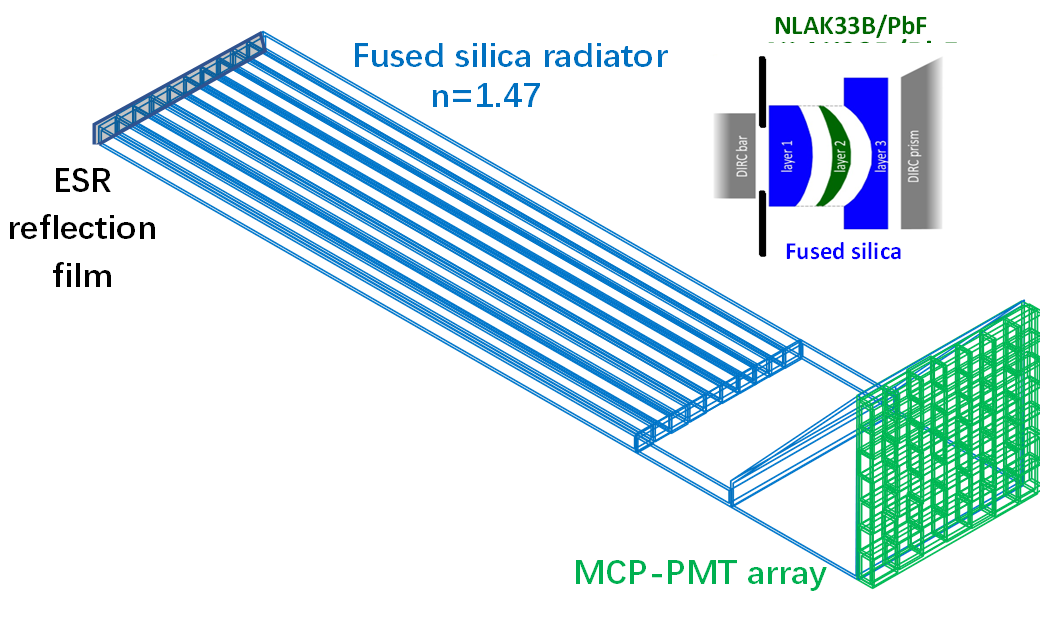 NLAK33B/PbF
Fused silica radiator
n=1.47
DIRC bar
layer 1
layer 2
layer 3
DIRC prism
ESR
reflection
film
Fused silica
MCP-PMT array